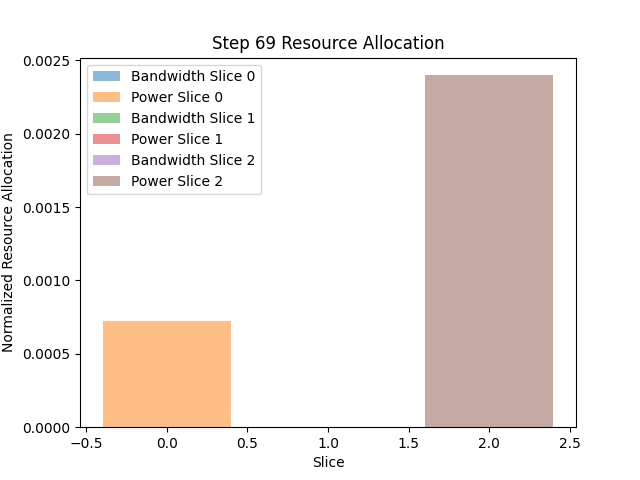 Step 69 Resource Allocation
Normalized Resource Allocation
0.0025
0.0020
0.0015
0.0010
0.0005
0.0000
Bandwidth Slice 0
Power Slice 0
Bandwidth Slice 1
Power Slice 1
Bandwidth Slice 2
Power Slice 2
−0.5 0.0 0.5 1.0 1.5 2.0 2.5
Slice